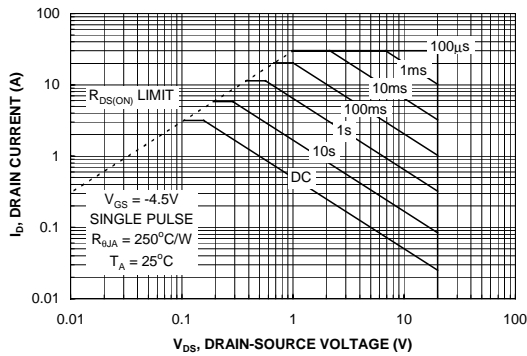 100
10
1
0.1
0.01
I_D, DRAIN CURRENT (A)
R_DS(ON) LIMIT
100μs
1ms
10ms
100ms
1s
10s
DC
V_GS = -4.5V
SINGLE PULSE
R_θJA = 250°C/W
T_A = 25°C
0.01 0.1 1 10 100
V_DS, DRAIN-SOURCE VOLTAGE (V)